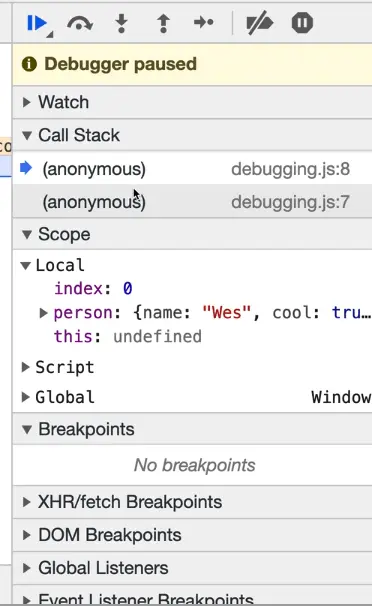 Debugger paused
Watch
Call Stack
(anonymous) debugging.js:8
(anonymous) debugging.js:7
Scope
Local
index: 0
person: {name: "Wes", cool: tru…
this: undefined
Script
Global Window
Breakpoints
No breakpoints
XHR/fetch Breakpoints
DOM Breakpoints
Global Listeners
Event Listener Breakpoints